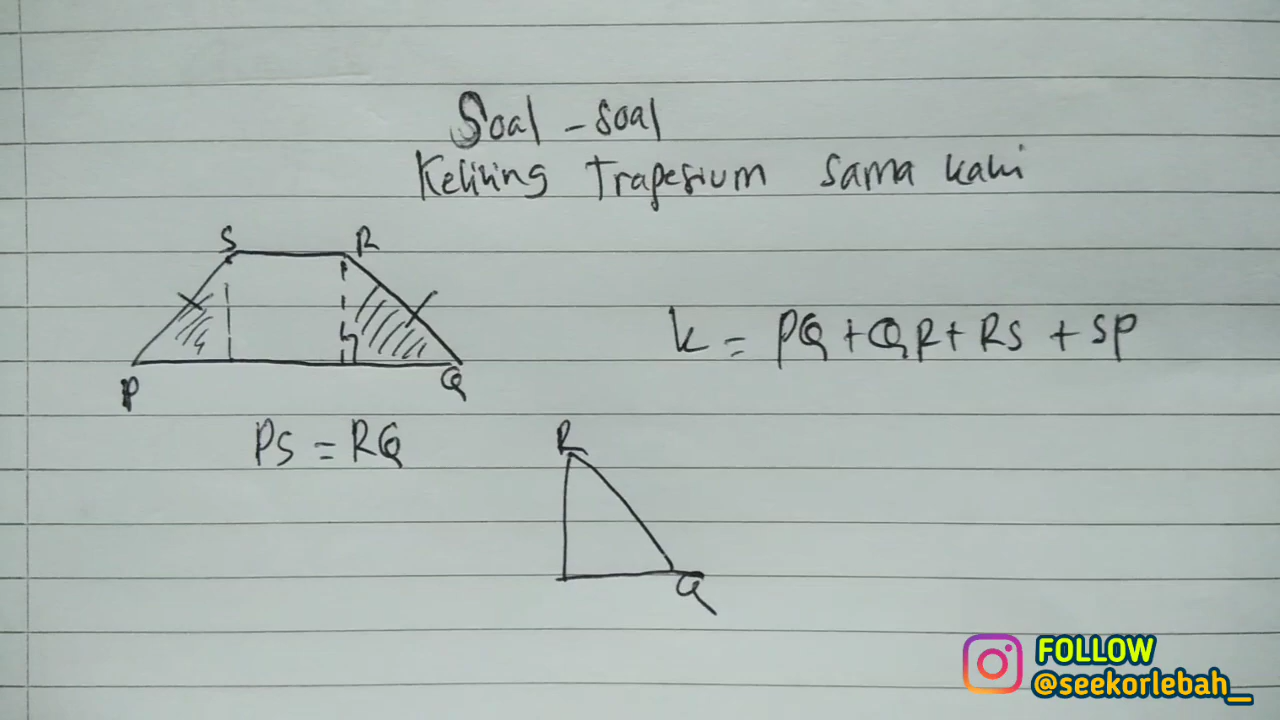 Soal - soal
Keliling Trapesium sama kaki
S R
K = PQ + QR + RS + SP
P Q
PS = RQ
R
Q
FOLLOW
@seekorlebah_